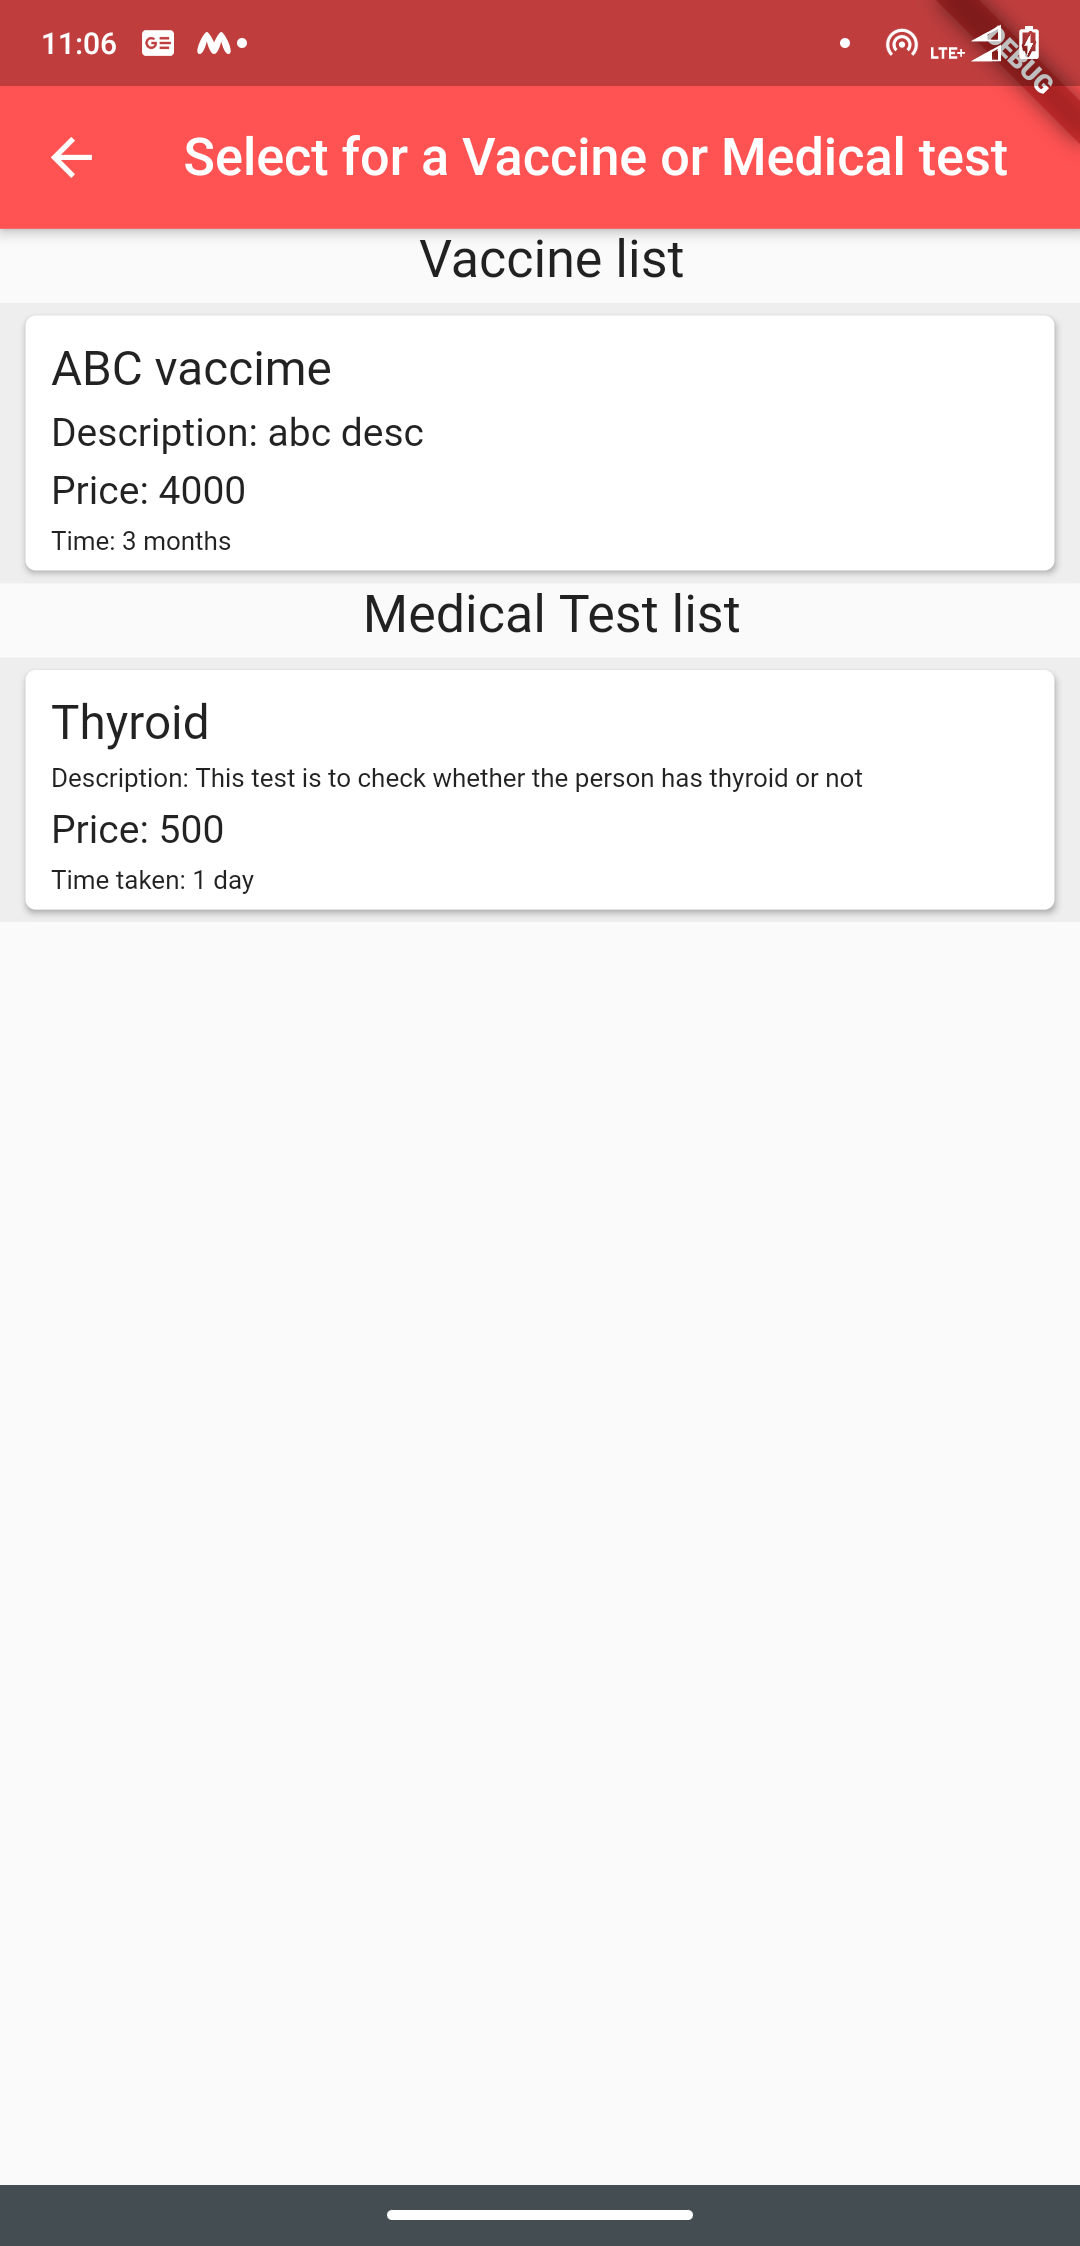 11:06 GE LTE+ DEBUG
Select for a Vaccine or Medical test
Vaccine list
ABC vaccime
Description: abc desc
Price: 4000
Time: 3 months
Medical Test list
Thyroid
Description: This test is to check whether the person has thyroid or not
Price: 500
Time taken: 1 day